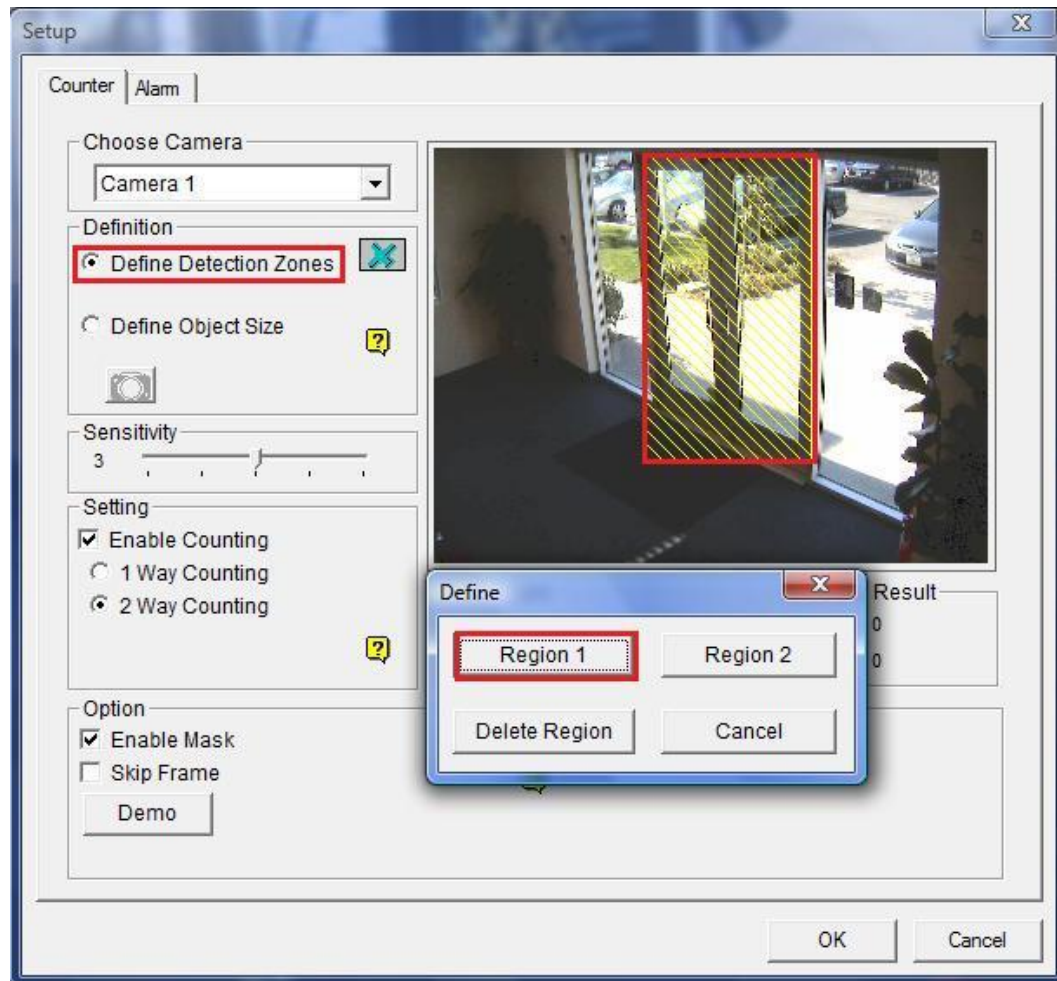 Setup
Counter Alarm
Choose Camera
Camera 1
Definition
Define Detection Zones
Define Object Size
?
Sensitivity
3
Setting
Enable Counting
1 Way Counting
2 Way Counting
?
Result
0
0
Define
Region 1 Region 2
Delete Region Cancel
Option
Enable Mask
Skip Frame
Demo
OK Cancel